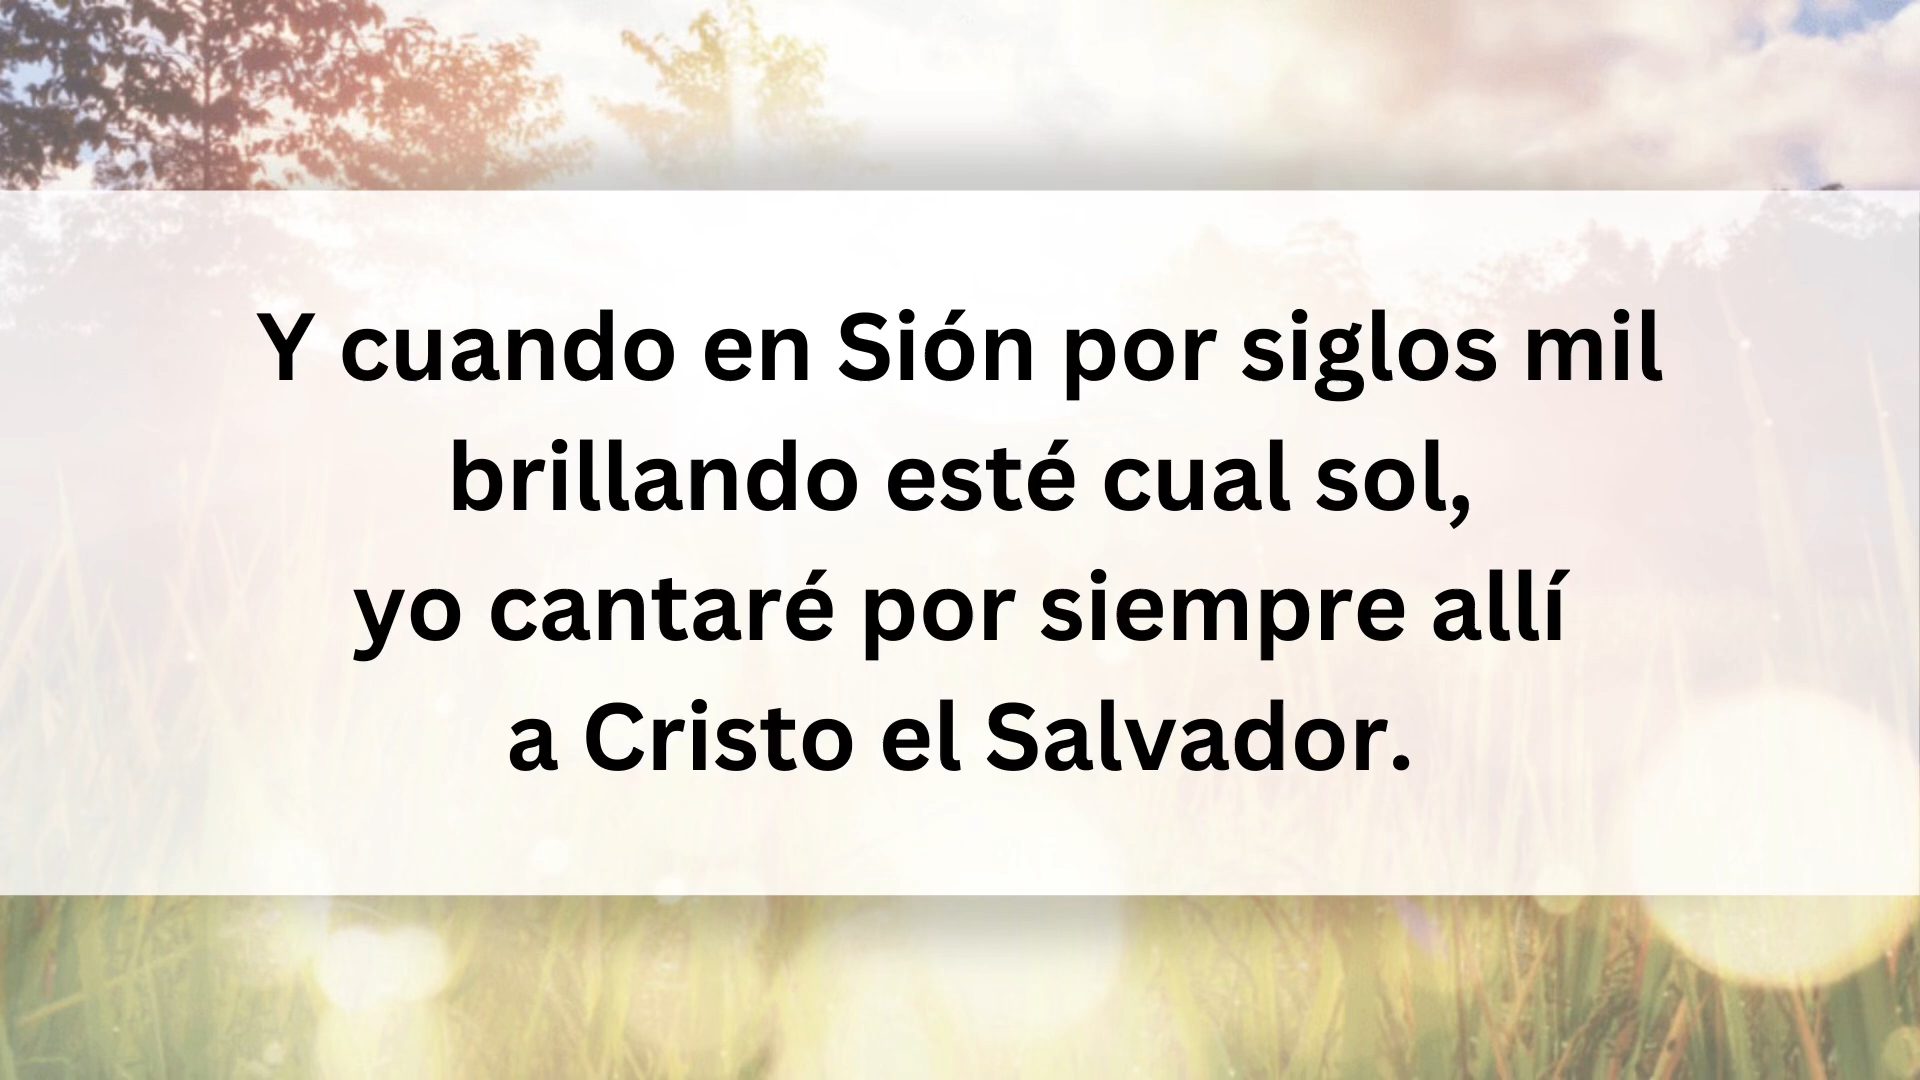 Y cuando en Sión por siglos mil
brillando esté cual sol,
yo cantaré por siempre allí
a Cristo el Salvador.